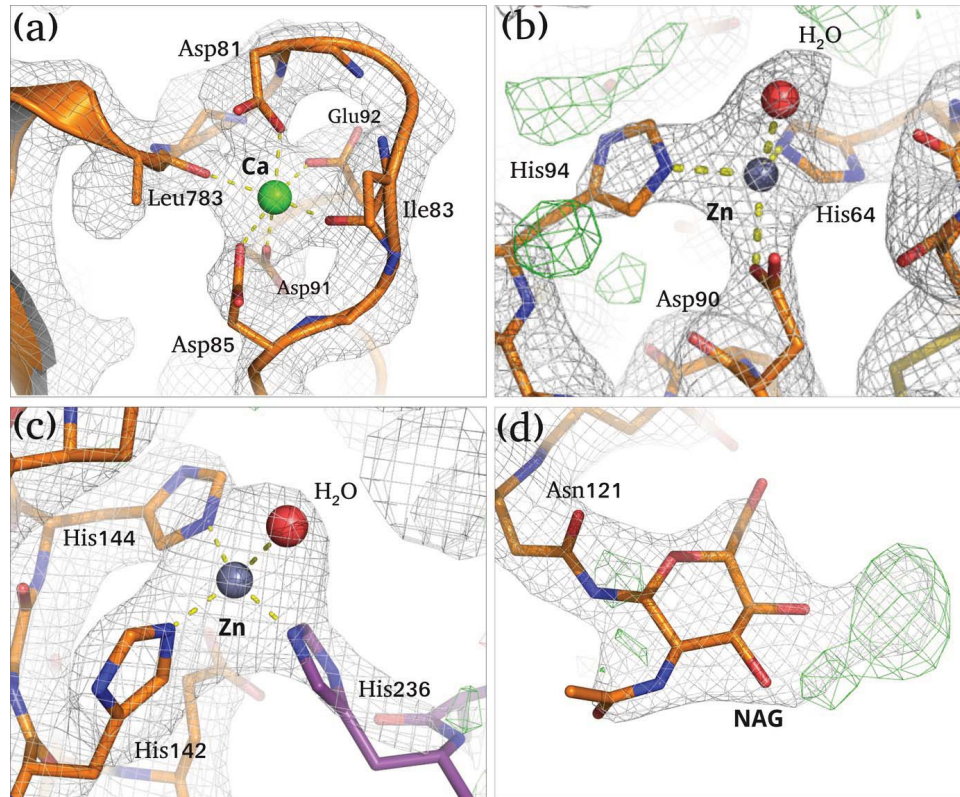 (a)
Asp81
Glu92
Ca
Leu783
Ile83
Asp91
Asp85
(b)
H₂O
His94
Zn
His64
Asp90
(c)
H₂O
His144
Zn
His236
His142
(d)
Asn121
NAG